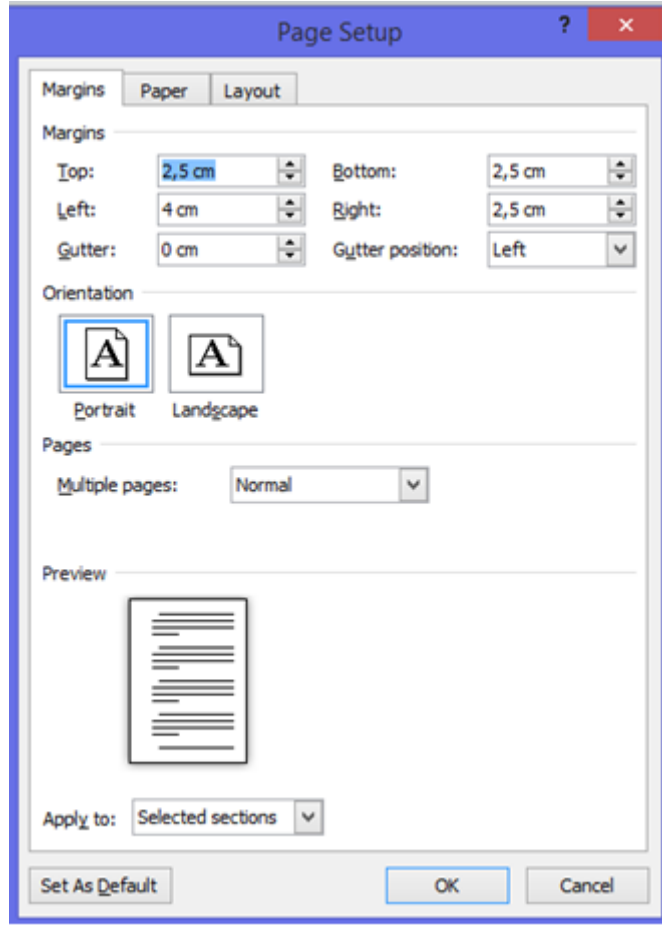 Page Setup ? ×
Margins Paper Layout
Margins
Top: 2,5 cm Bottom: 2,5 cm
Left: 4 cm Right: 2,5 cm
Gutter: 0 cm Gutter position: Left
Orientation
A A
Portrait Landscape
Pages
Multiple pages: Normal
Preview
Apply to: Selected sections
Set As Default OK Cancel